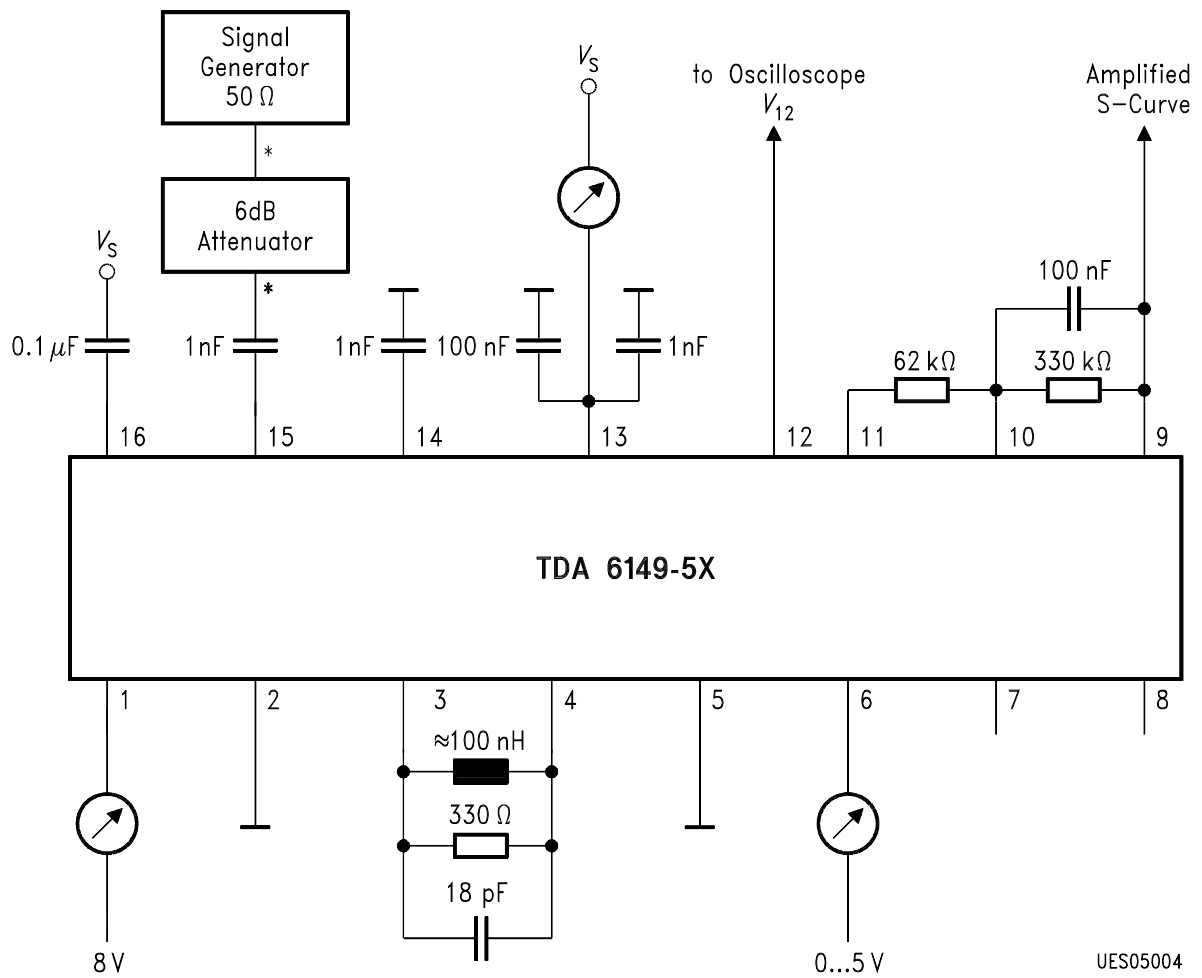 Signal
Generator
50 Ω
*
6dB
Attenuator
*
V_S
V_S
to Oscilloscope
V_12
Amplified
S-Curve
0.1 µF
1nF
1nF
100 nF
1nF
100 nF
62 kΩ
330 kΩ
16
15
14
13
12
11
10
9
TDA 6149-5X
1
2
3
4
5
6
7
8
≈100 nH
330 Ω
18 pF
8 V
0...5 V
UES05004